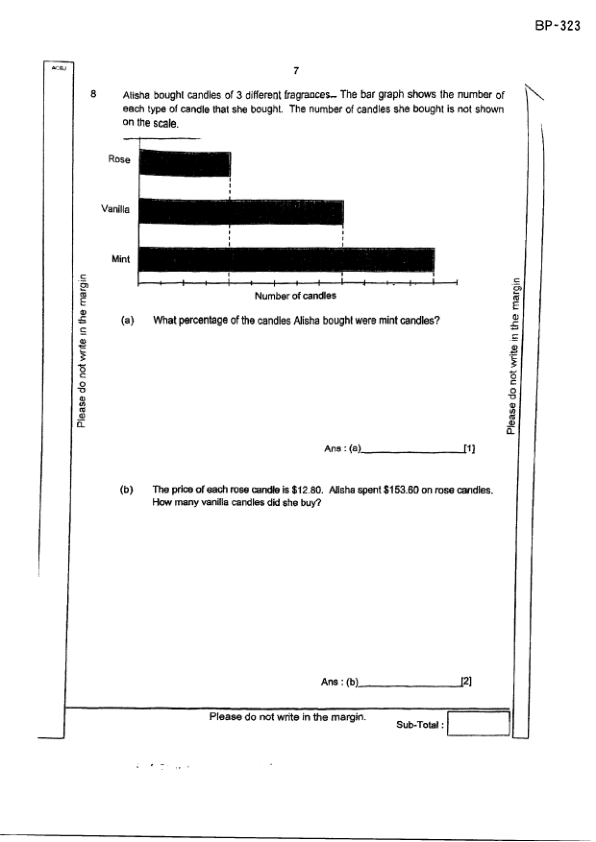 BP-323
ACSJ
7
8 Alisha bought candles of 3 different fragrances. The bar graph shows the number of
each type of candle that she bought. The number of candles she bought is not shown
on the scale.
Rose
Vanilla
Mint
Number of candles
(a) What percentage of the candles Alisha bought were mint candles?
Ans : (a) [1]
(b) The price of each rose candle is $12.80. Alisha spent $153.60 on rose candles.
How many vanilla candles did she buy?
Ans : (b) [2]
Please do not write in the margin
Please do not write in the margin
Please do not write in the margin.
Sub-Total :